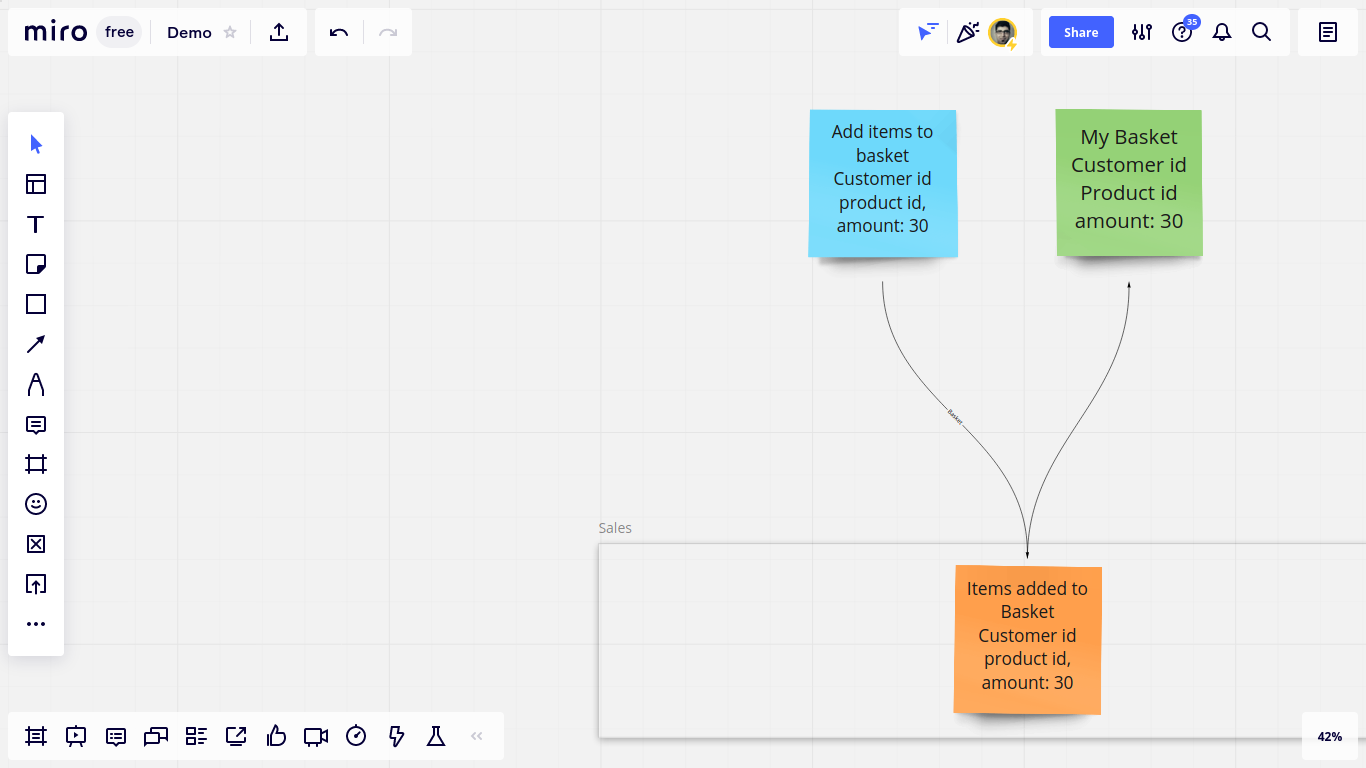 miro free Demo
Share
35
Add items to
basket
Customer id
product id,
amount: 30
My Basket
Customer id
Product id
amount: 30
Basket
Sales
Items added to
Basket
Customer id
product id,
amount: 30
42%